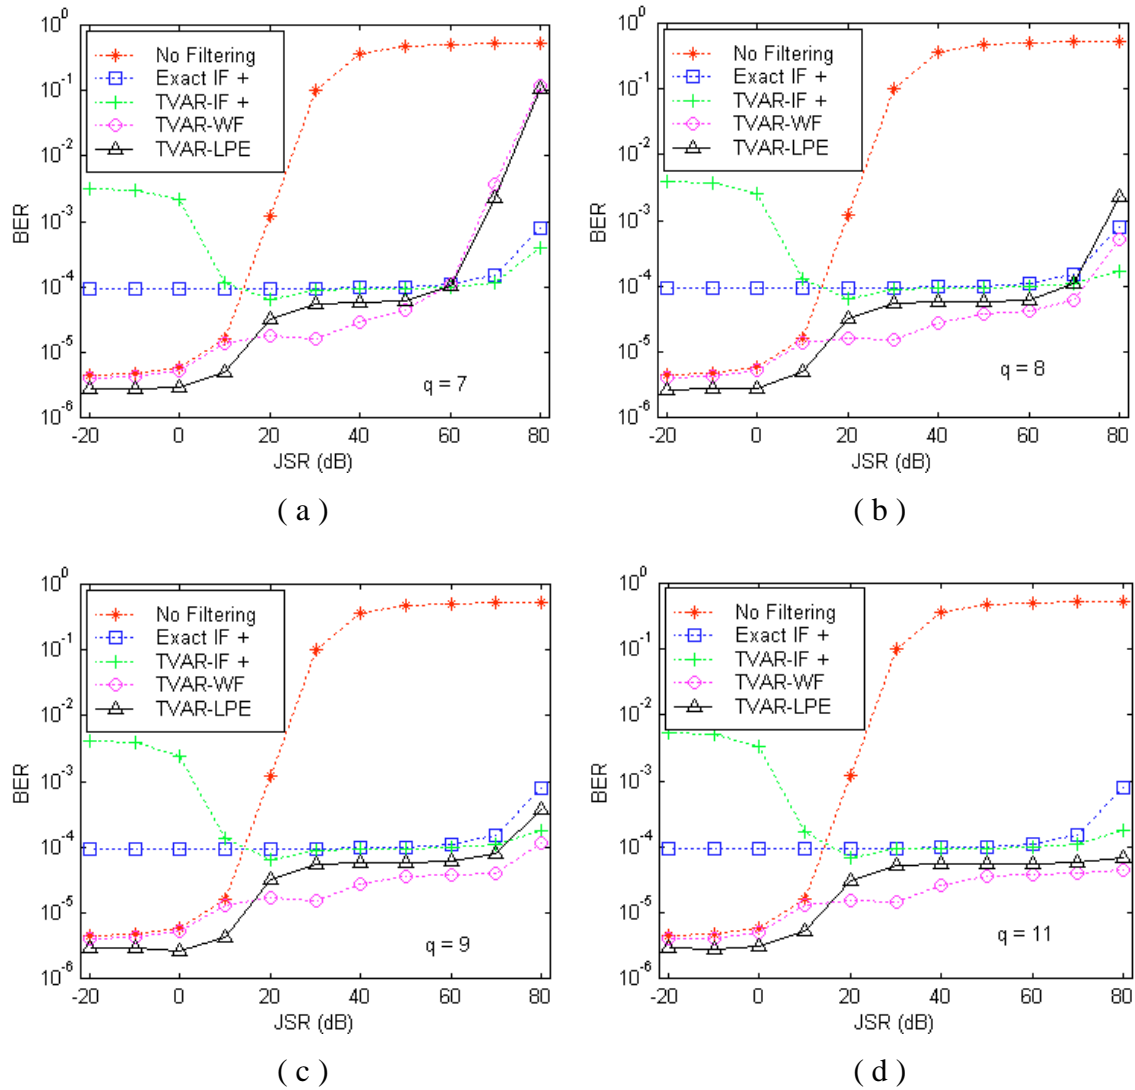 10^0
10^-1
10^-2
10^-3
10^-4
10^-5
10^-6
BER
No Filtering
Exact IF +
TVAR-IF +
TVAR-WF
TVAR-LPE
q = 7
-20 0 20 40 60 80
JSR (dB)
( a )
10^0
10^-1
10^-2
10^-3
10^-4
10^-5
10^-6
BER
No Filtering
Exact IF +
TVAR-IF +
TVAR-WF
TVAR-LPE
q = 8
-20 0 20 40 60 80
JSR (dB)
( b )
10^0
10^-1
10^-2
10^-3
10^-4
10^-5
10^-6
BER
No Filtering
Exact IF +
TVAR-IF +
TVAR-WF
TVAR-LPE
q = 9
-20 0 20 40 60 80
JSR (dB)
( c )
10^0
10^-1
10^-2
10^-3
10^-4
10^-5
10^-6
BER
No Filtering
Exact IF +
TVAR-IF +
TVAR-WF
TVAR-LPE
q = 11
-20 0 20 40 60 80
JSR (dB)
( d )